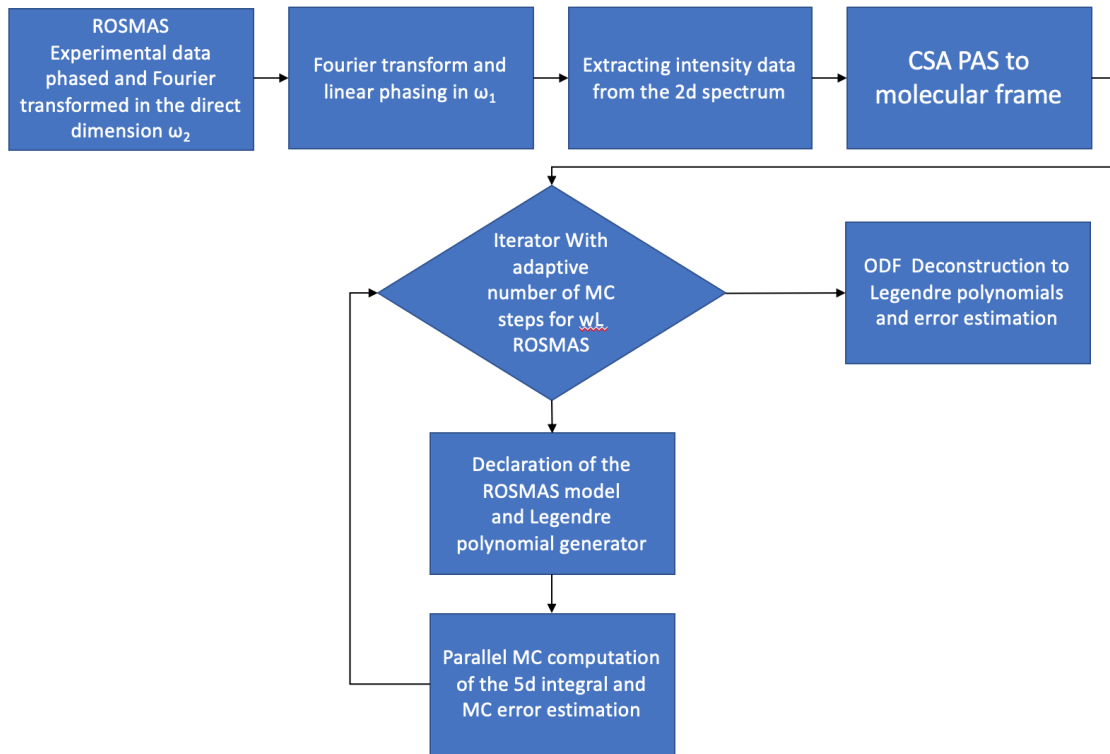 ROSMAS
Experimental data
phased and Fourier
transformed in the direct
dimension ω₂
Fourier transform and
linear phasing in ω₁
Extracting intensity data
from the 2d spectrum
CSA PAS to
molecular frame
Iterator With
adaptive
number of MC
steps for wL
ROSMAS
ODF  Deconstruction to
Legendre polynomials
and error estimation
Declaration of the
ROSMAS model
and Legendre
polynomial generator
Parallel MC computation
of the 5d integral and
MC error estimation